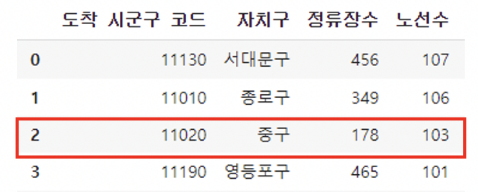 도착 시군구 코드 자치구 정류장수 노선수
0 11130 서대문구 456 107
1 11010 종로구 349 106
2 11020 중구 178 103
3 11190 영등포구 465 101